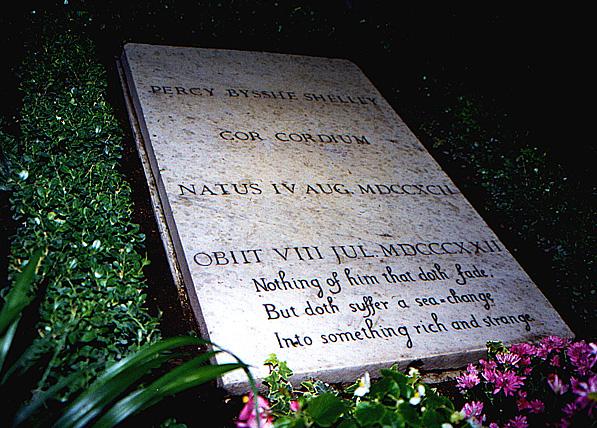 PERCY BYSSHE SHELLEY
COR CORDIUM
NATUS IV AUG. MDCCXCII
OBIIT VIII JUL. MDCCCXXII
Nothing of him that doth fade,
But doth suffer a sea-change
Into something rich and strange.